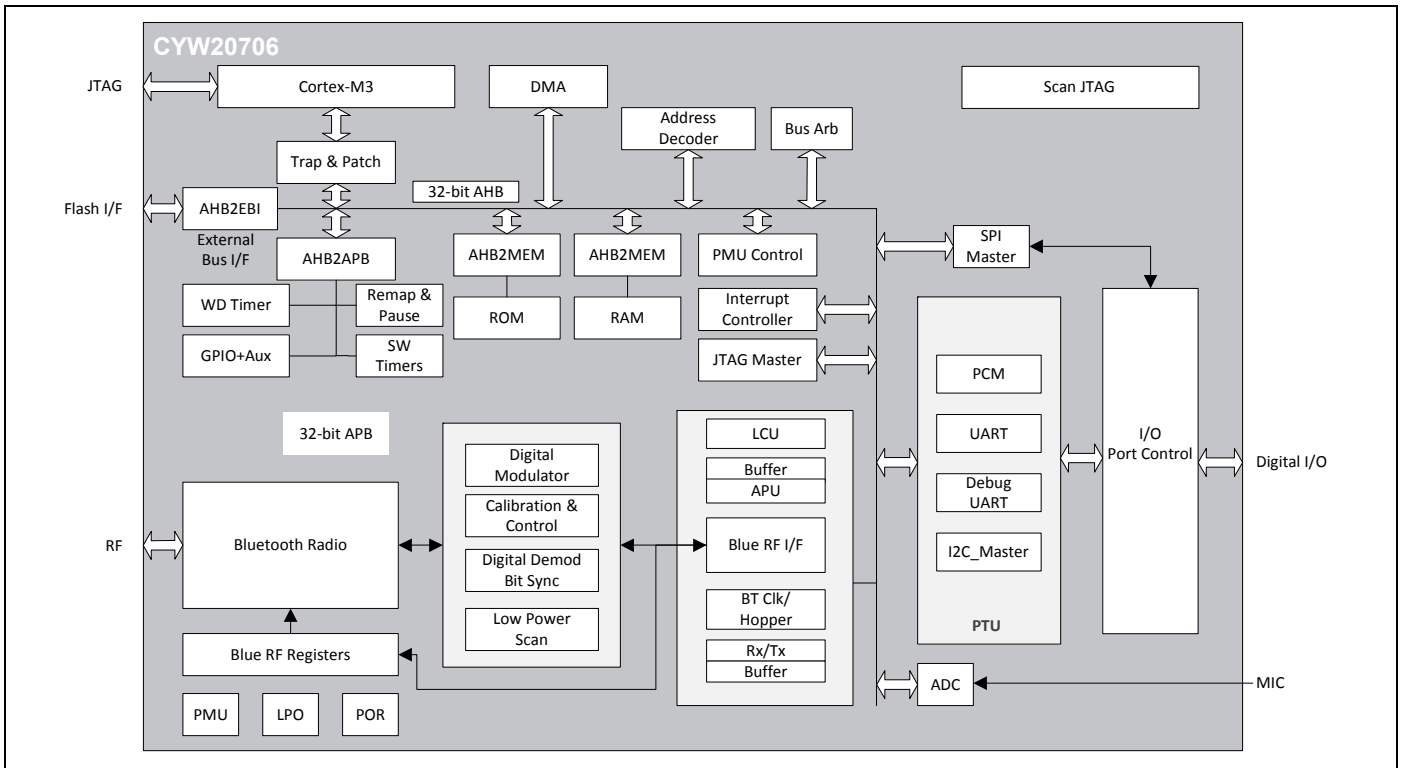 CYW20706
JTAG
Cortex-M3
DMA
Scan JTAG
Address
Decoder
Bus Arb
Trap & Patch
32-bit AHB
Flash I/F
AHB2EBI
External
Bus I/F
AHB2APB
AHB2MEM
AHB2MEM
PMU Control
SPI
Master
WD Timer
Remap &
Pause
ROM
RAM
Interrupt
Controller
GPIO+Aux
SW
Timers
JTAG Master
PCM
UART
Debug
UART
I2C_Master
PTU
I/O
Port Control
Digital I/O
32-bit APB
Digital
Modulator
Calibration &
Control
Digital Demod
Bit Sync
Low Power
Scan
LCU
Buffer
APU
Blue RF I/F
BT Clk/
Hopper
Rx/Tx
Buffer
RF
Bluetooth Radio
Blue RF Registers
PMU
LPO
POR
ADC
MIC